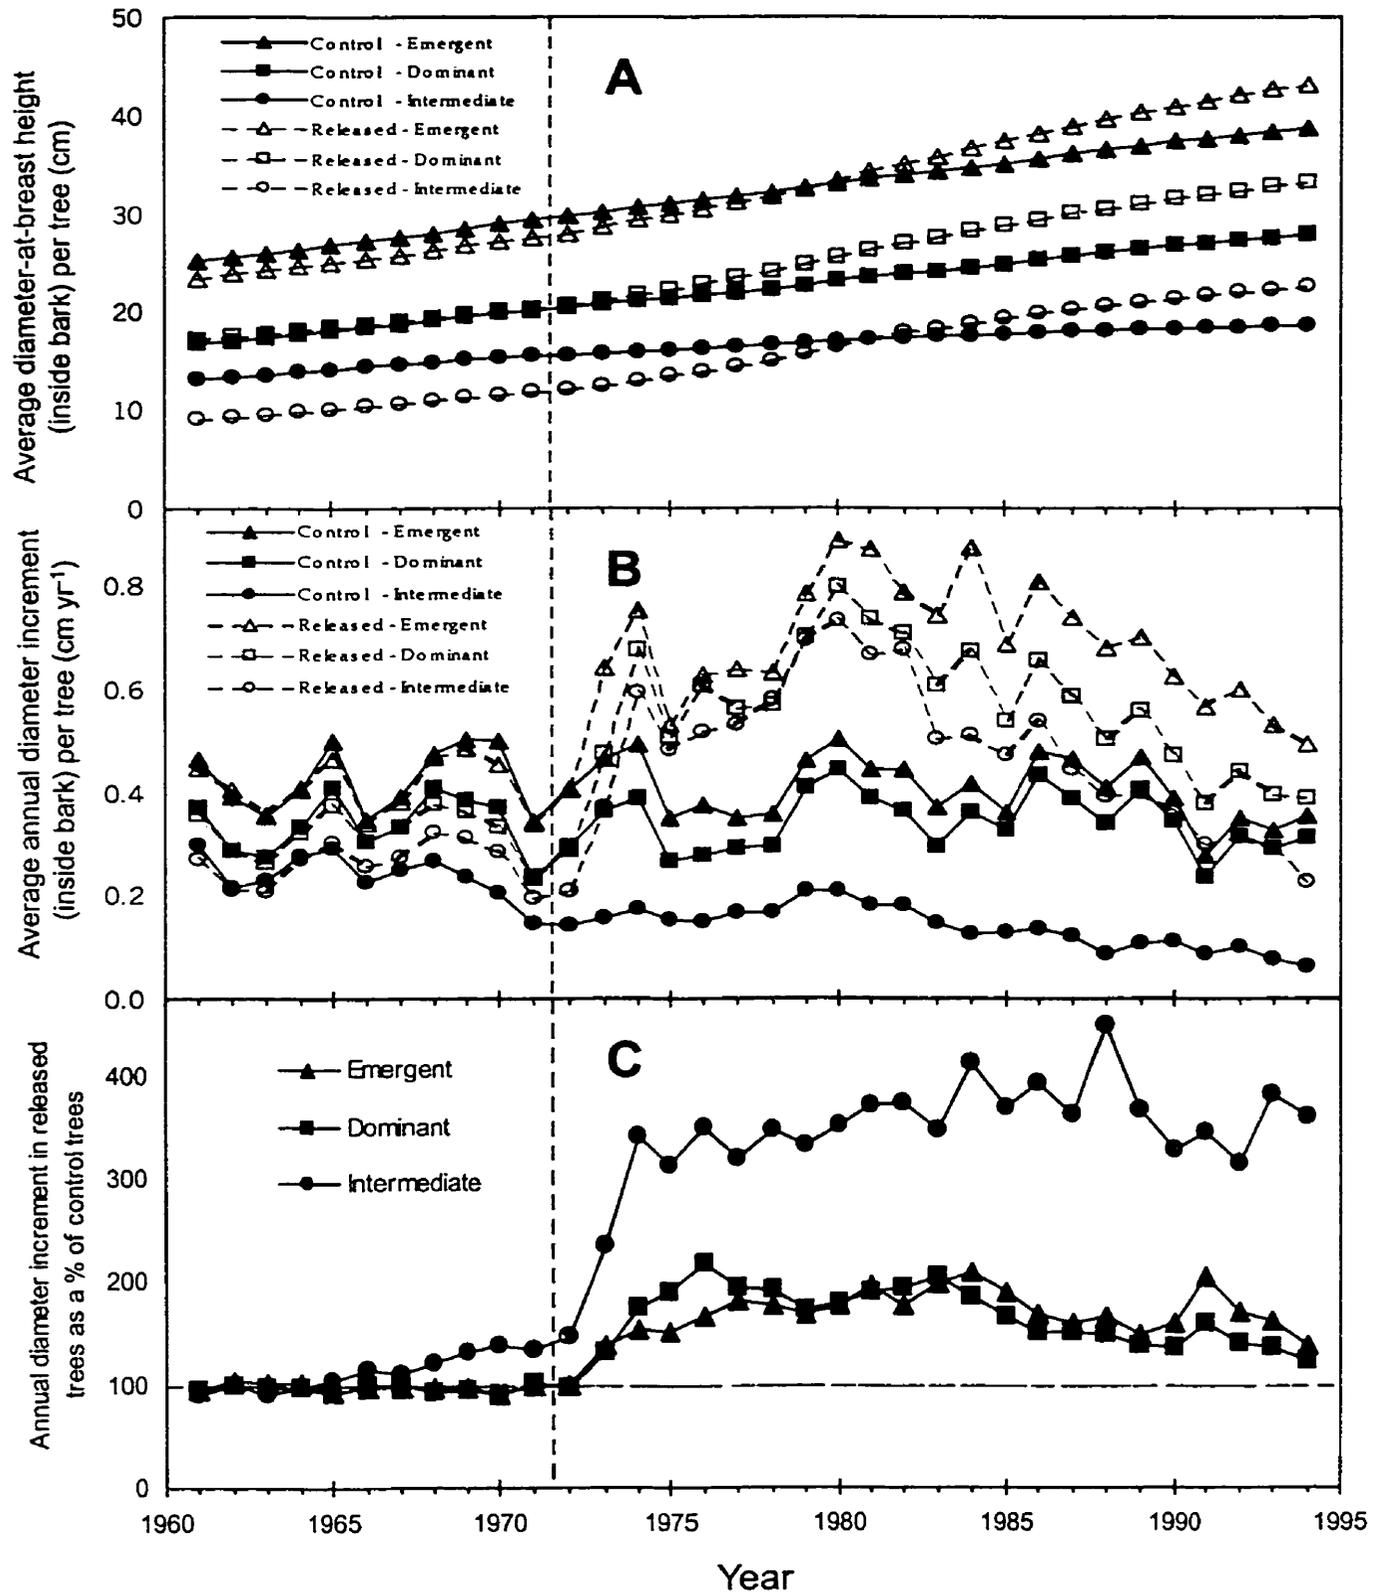 50
40
30
20
10
0
Average diameter-at-breast height
(inside bark) per tree (cm)
Control - Emergent
Control - Dominant
Control - Intermediate
Released - Emergent
Released - Dominant
Released - Intermediate
A
0.8
0.6
0.4
0.2
0.0
Average annual diameter increment
(inside bark) per tree (cm yr⁻¹)
Control - Emergent
Control - Dominant
Control - Intermediate
Released - Emergent
Released - Dominant
Released - Intermediate
B
400
300
200
100
0
Annual diameter increment in released
trees as a % of control trees
Emergent
Dominant
Intermediate
C
1960 1965 1970 1975 1980 1985 1990 1995
Year